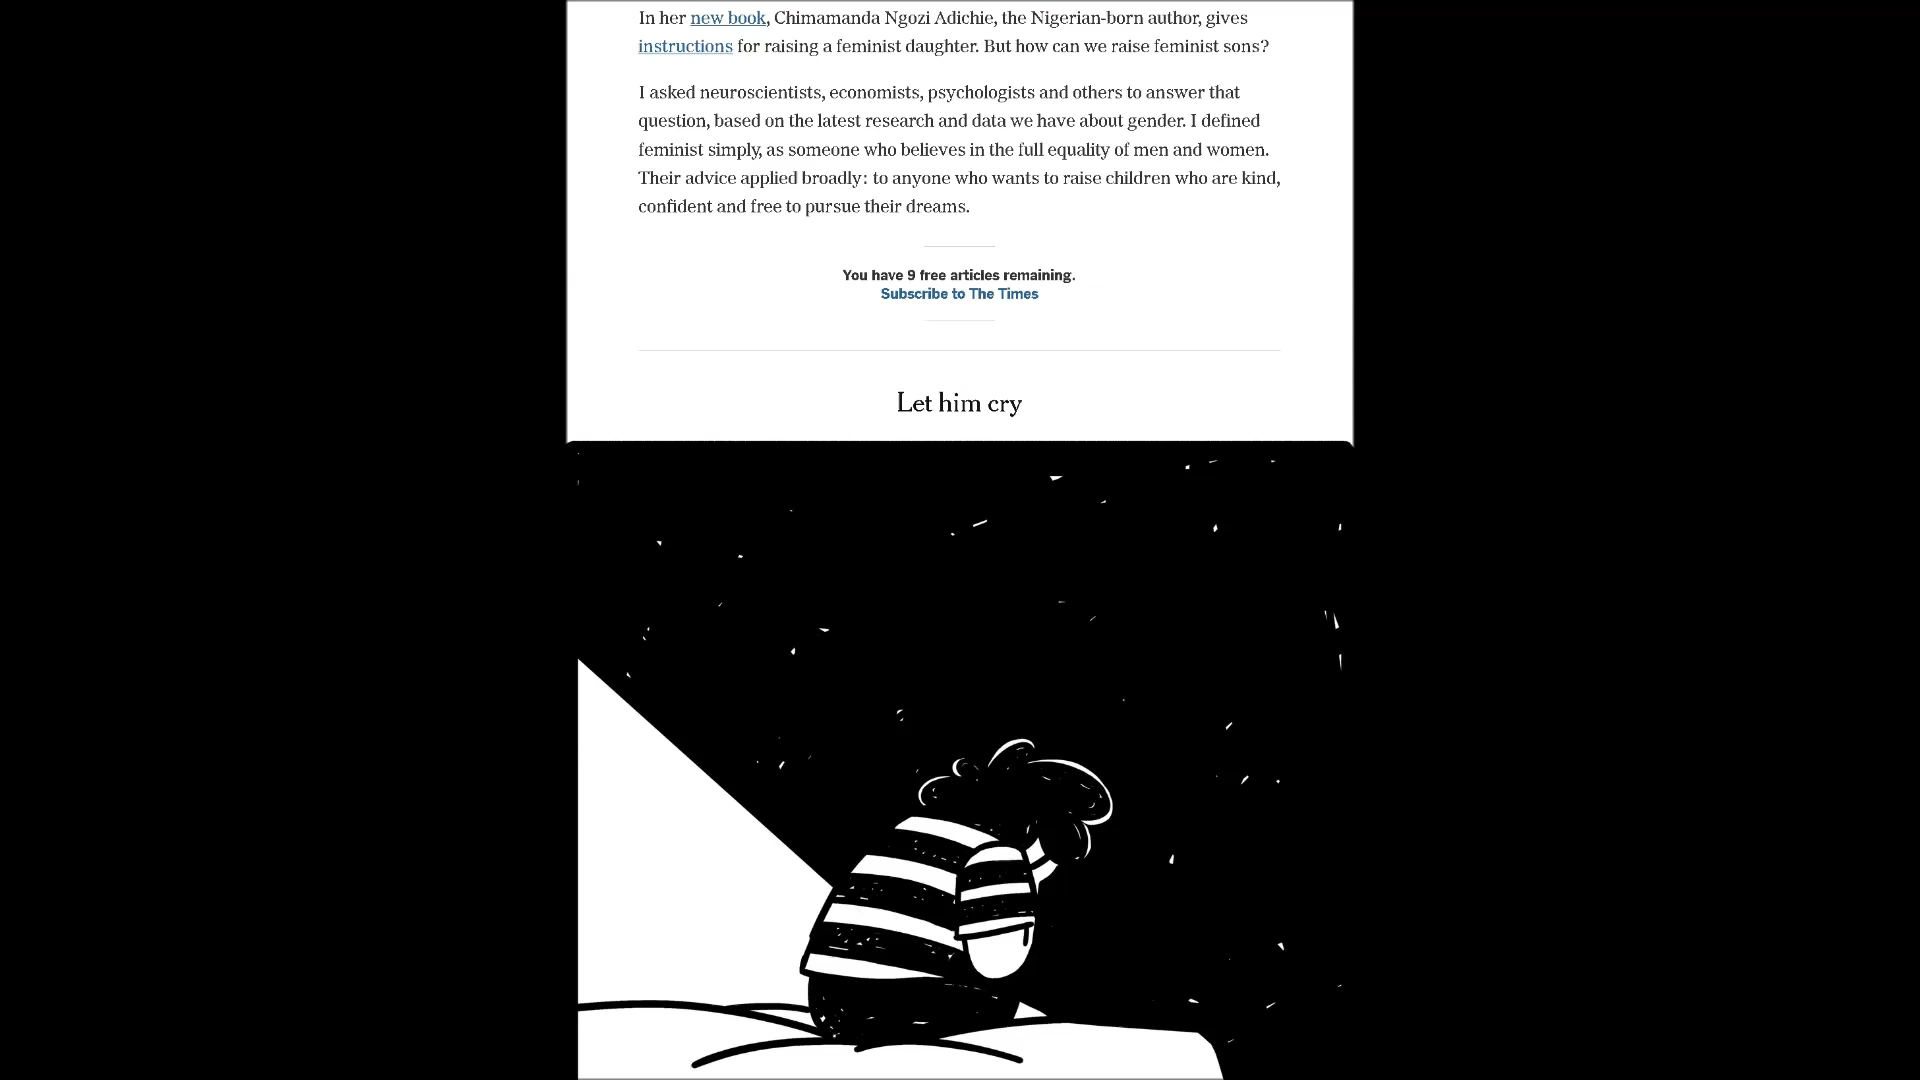 In her new book, Chimamanda Ngozi Adichie, the Nigerian-born author, gives
instructions for raising a feminist daughter. But how can we raise feminist sons?
I asked neuroscientists, economists, psychologists and others to answer that
question, based on the latest research and data we have about gender. I defined
feminist simply, as someone who believes in the full equality of men and women.
Their advice applied broadly: to anyone who wants to raise children who are kind,
confident and free to pursue their dreams.
You have 9 free articles remaining.
Subscribe to The Times
Let him cry